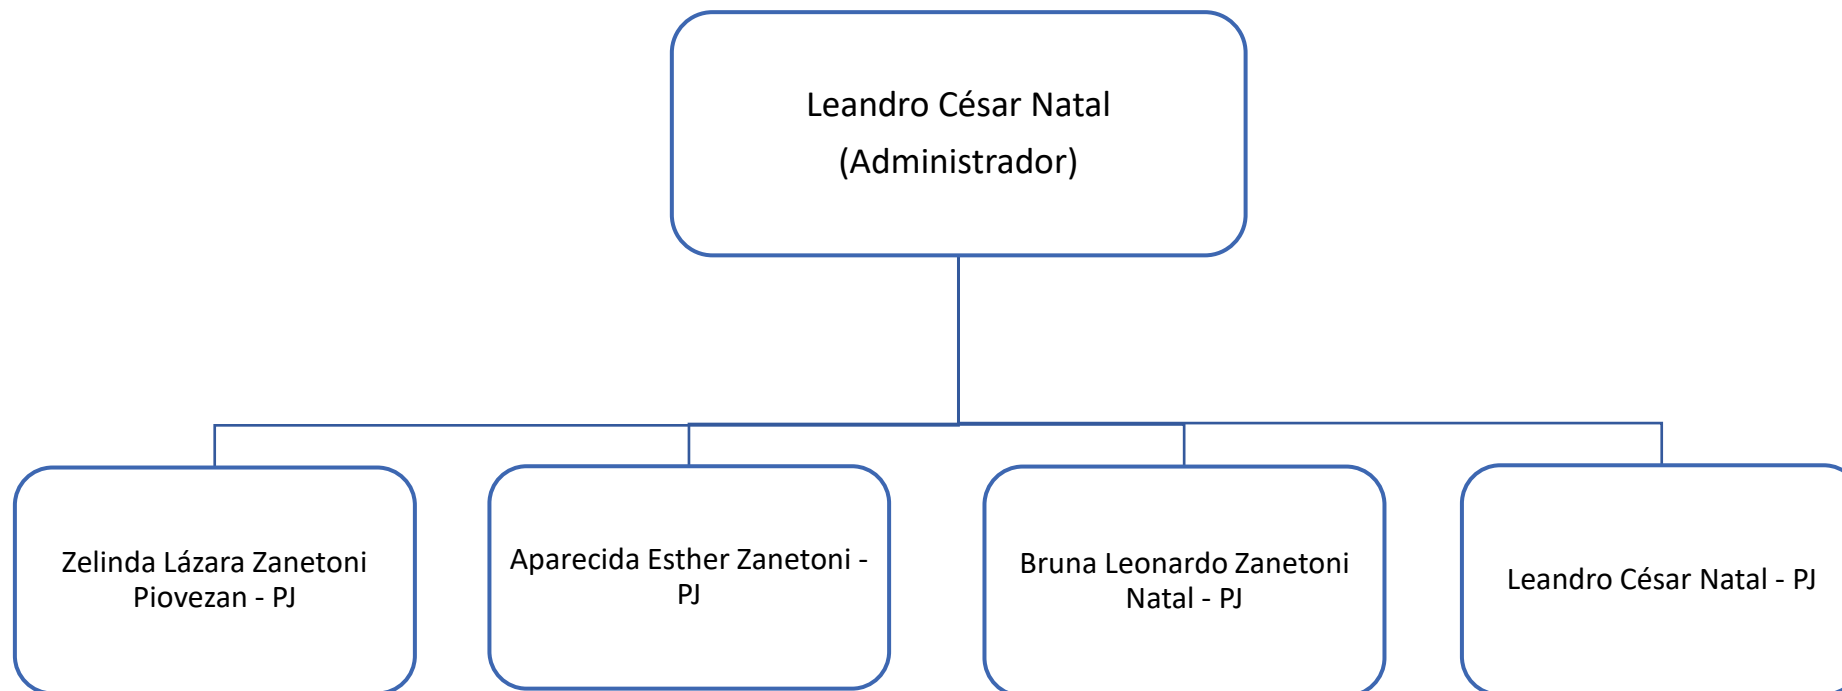 Leandro César Natal
(Administrador)
Zelinda Lázara Zanetoni
Piovezan - PJ
Aparecida Esther Zanetoni -
PJ
Bruna Leonardo Zanetoni
Natal - PJ
Leandro César Natal - PJ